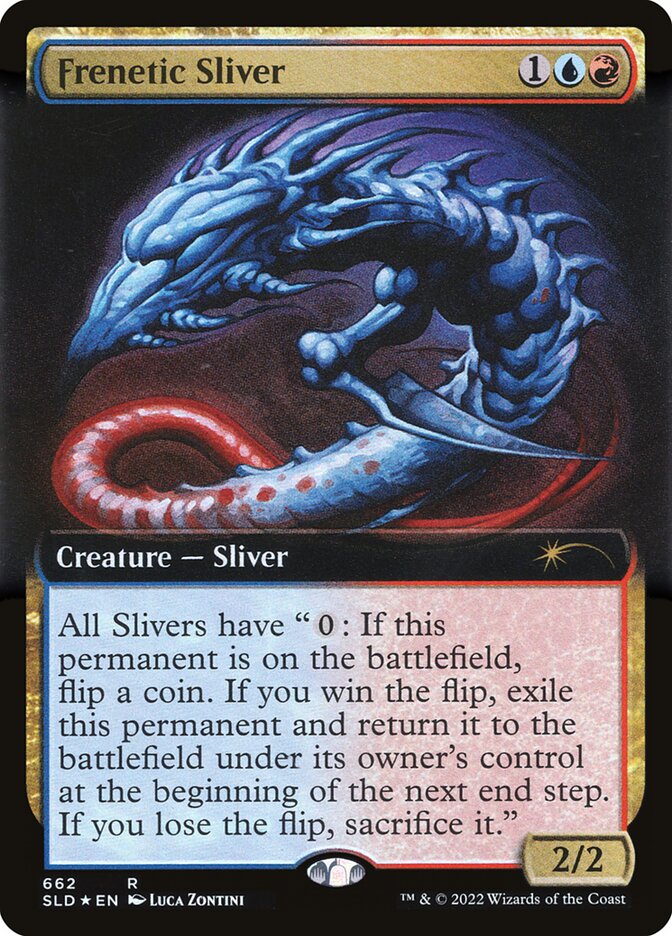 Frenetic Sliver 1
Creature — Sliver
All Slivers have “0: If this
permanent is on the battlefield,
flip a coin. If you win the flip, exile
this permanent and return it to the
battlefield under its owner’s control
at the beginning of the next end step.
If you lose the flip, sacrifice it.”
2/2
662 R
SLD ★ EN Luca Zontini ™ & © 2022 Wizards of the Coast